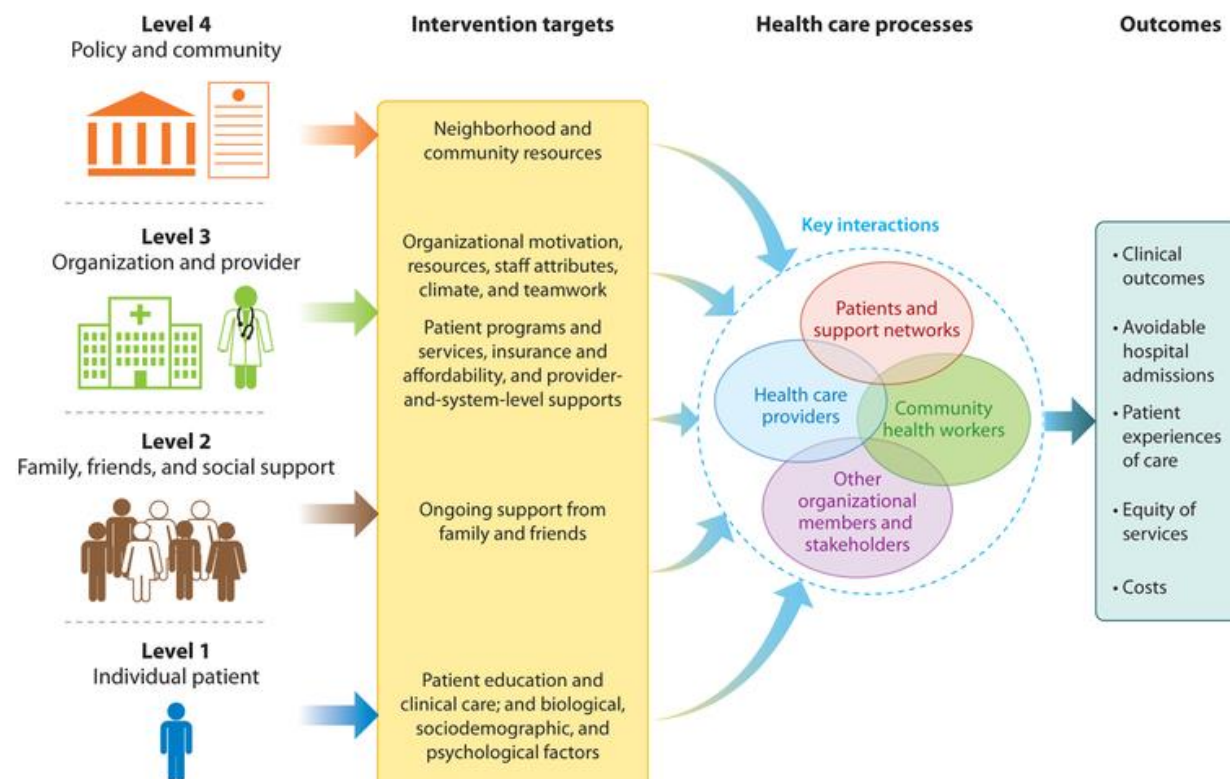 Level 4
Policy and community
Level 3
Organization and provider
Level 2
Family, friends, and social support
Level 1
Individual patient
Intervention targets
Neighborhood and
community resources
Organizational motivation,
resources, staff attributes,
climate, and teamwork
Patient programs and
services, insurance and
affordability, and provider-
and-system-level supports
Ongoing support from
family and friends
Patient education and
clinical care; and biological,
sociodemographic, and
psychological factors
Health care processes
Key interactions
Patients and
support networks
Health care
providers
Community
health workers
Other
organizational
members and
stakeholders
Outcomes
• Clinical
outcomes
• Avoidable
hospital
admissions
• Patient
experiences
of care
• Equity of
services
• Costs